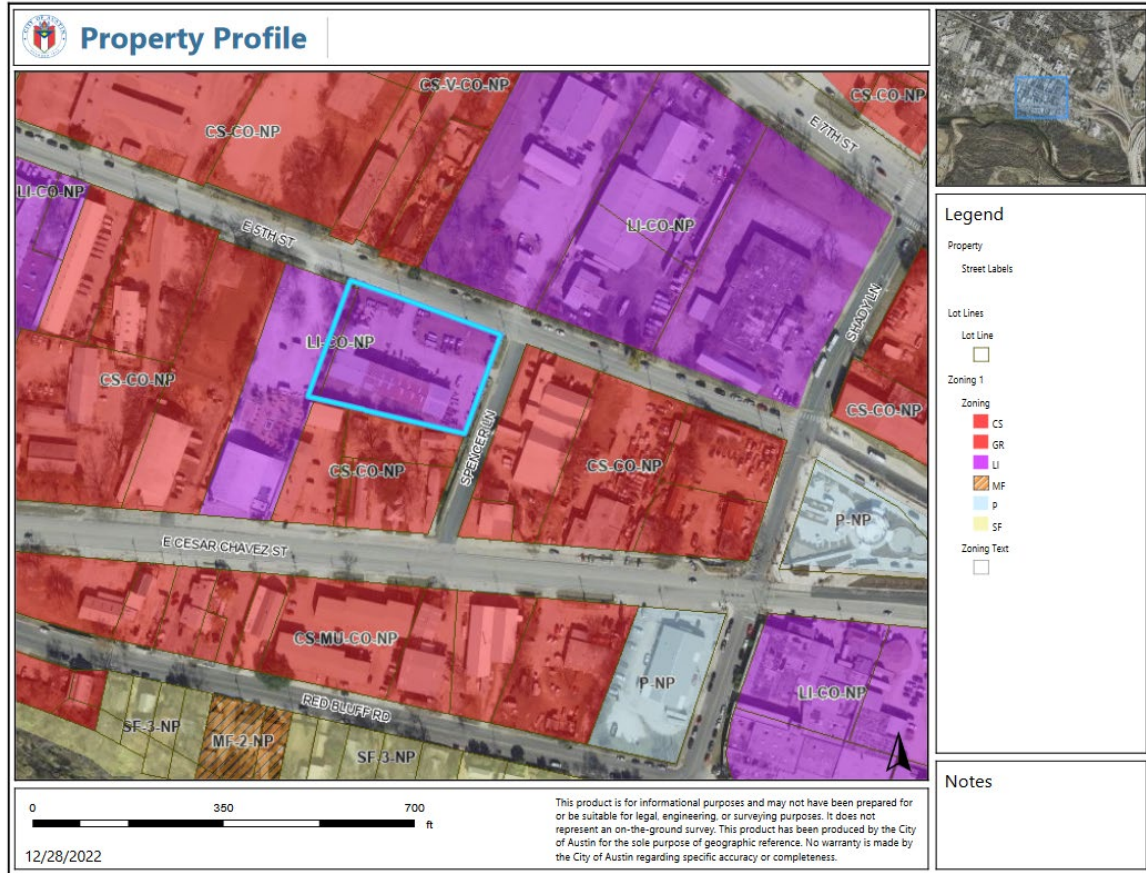 Property Profile
CS-V-CO-NP
CS-CO-NP
CS-CO-NP
E 7TH ST
LI-CO-NP
E 5TH ST
LI-CO-NP
LI-CO-NP
SHADY LN
CS-CO-NP
CS-CO-NP
CS-CO-NP
CS-CO-NP
SPENCER LN
P-NP
E CESAR CHAVEZ ST
CS-MU-CO-NP
P-NP
LI-CO-NP
RED BLUFF RD
SF-3-NP
MF-2-NP
SF-3-NP
Legend
Property
Street Labels
Lot Lines
Lot Line
Zoning 1
Zoning
CS
GR
LI
MF
P
SF
Zoning Text
Notes
0 350 700
ft
12/28/2022
This product is for informational purposes and may not have been prepared for
or be suitable for legal, engineering, or surveying purposes. It does not
represent an on-the-ground survey. This product has been produced by the City
of Austin for the sole purpose of geographic reference. No warranty is made by
the City of Austin regarding specific accuracy or completeness.